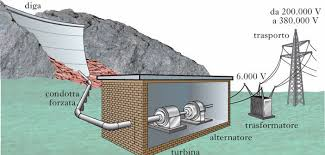 diga
da 200.000 V
a 380.000 V
trasporto
6.000 V
condotta
forzata
trasformatore
alternatore
turbina